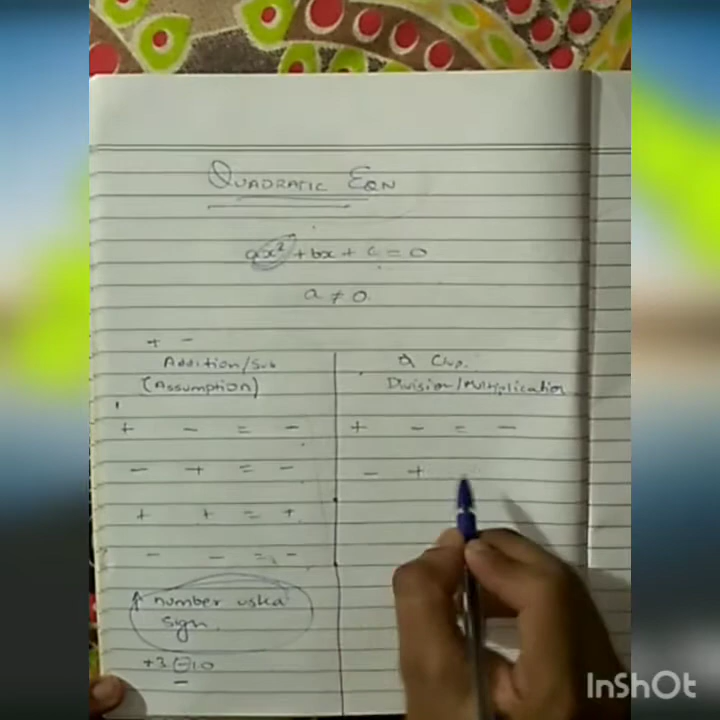 QUADRATIC EQN
ax² + bx + c = 0
a ≠ 0.
+ -
Addition/Sub
(Assumption)
+ - = -
- + = -
+ + = +
- - = -
↑ number uska
sign.
+3 - 10
-
Division/Multiplication
+ - = -
- +
InShOt